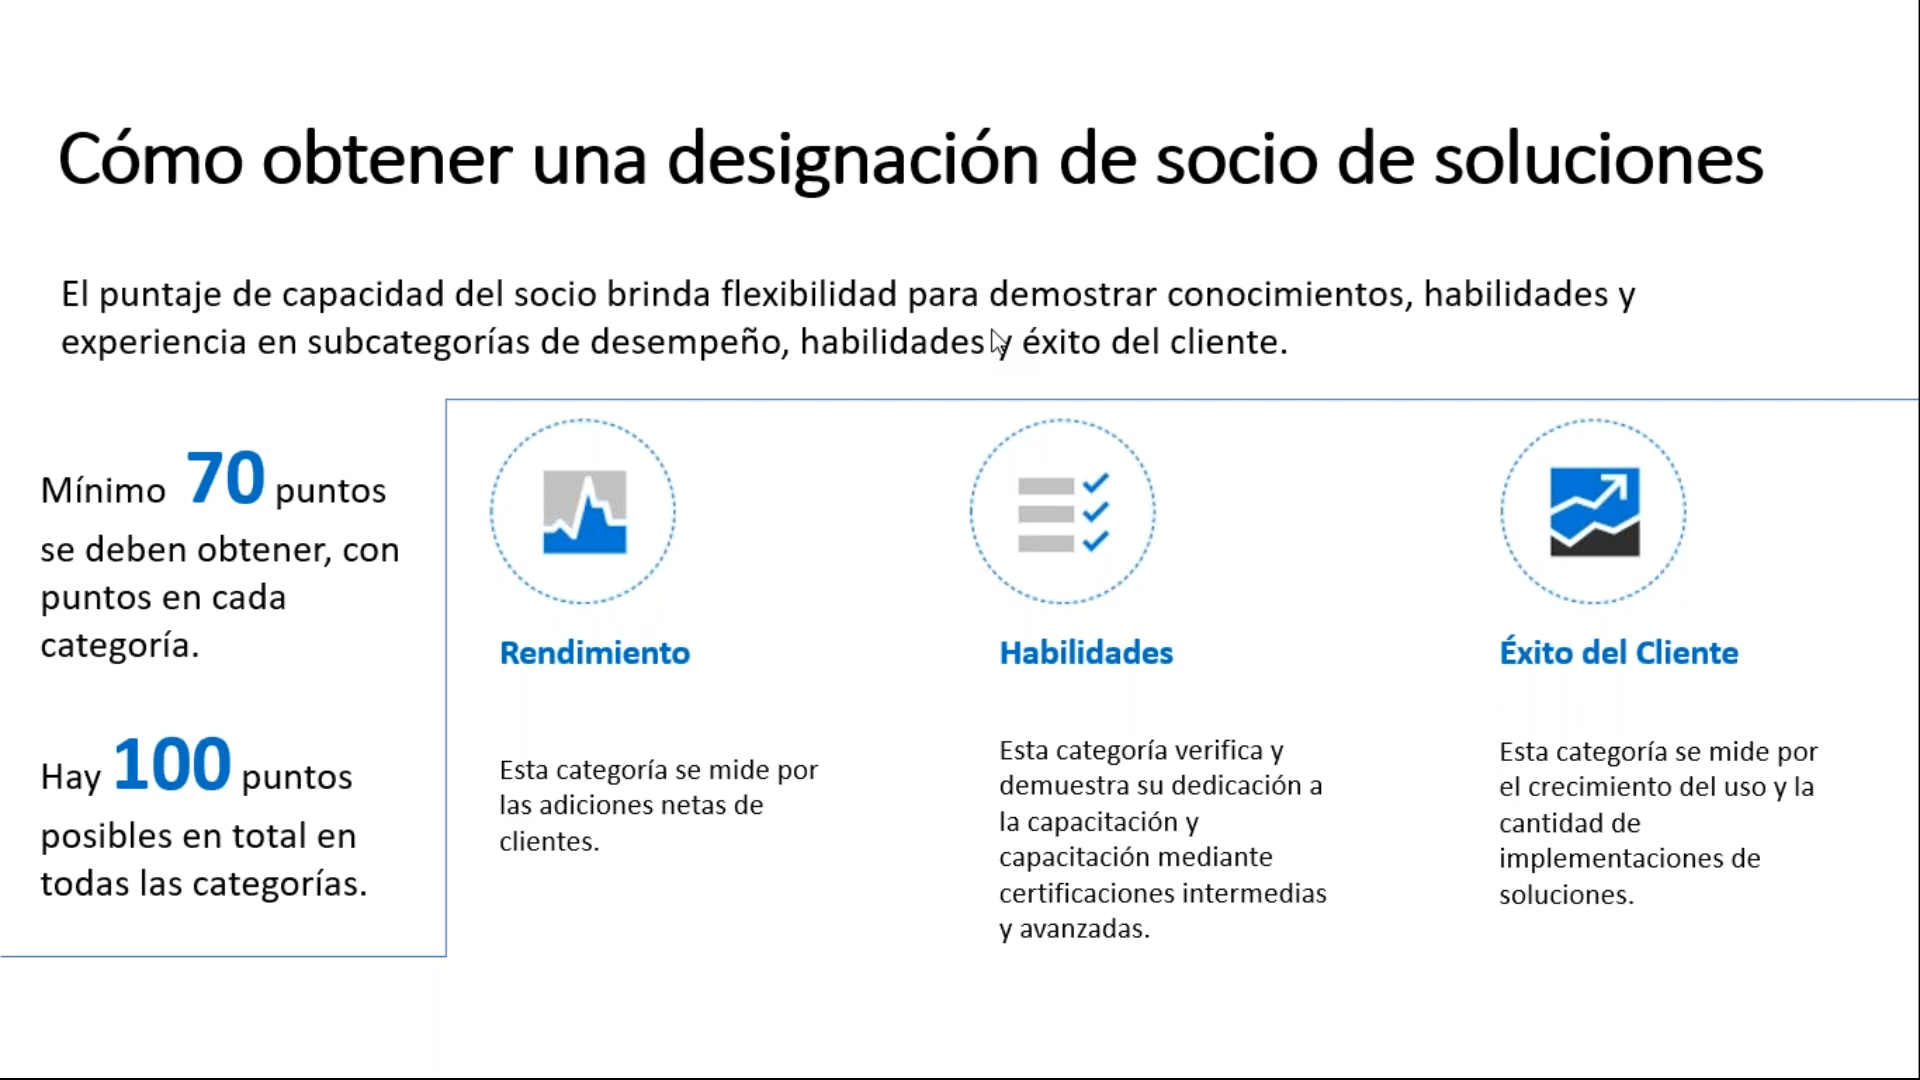 Cómo obtener una designación de socio de soluciones
El puntaje de capacidad del socio brinda flexibilidad para demostrar conocimientos, habilidades y
experiencia en subcategorías de desempeño, habilidades y éxito del cliente.
Mínimo 70 puntos
se deben obtener, con
puntos en cada
categoría.
Hay 100 puntos
posibles en total en
todas las categorías.
Rendimiento
Esta categoría se mide por
las adiciones netas de
clientes.
Habilidades
Esta categoría verifica y
demuestra su dedicación a
la capacitación y
capacitación mediante
certificaciones intermedias
y avanzadas.
Éxito del Cliente
Esta categoría se mide por
el crecimiento del uso y la
cantidad de
implementaciones de
soluciones.